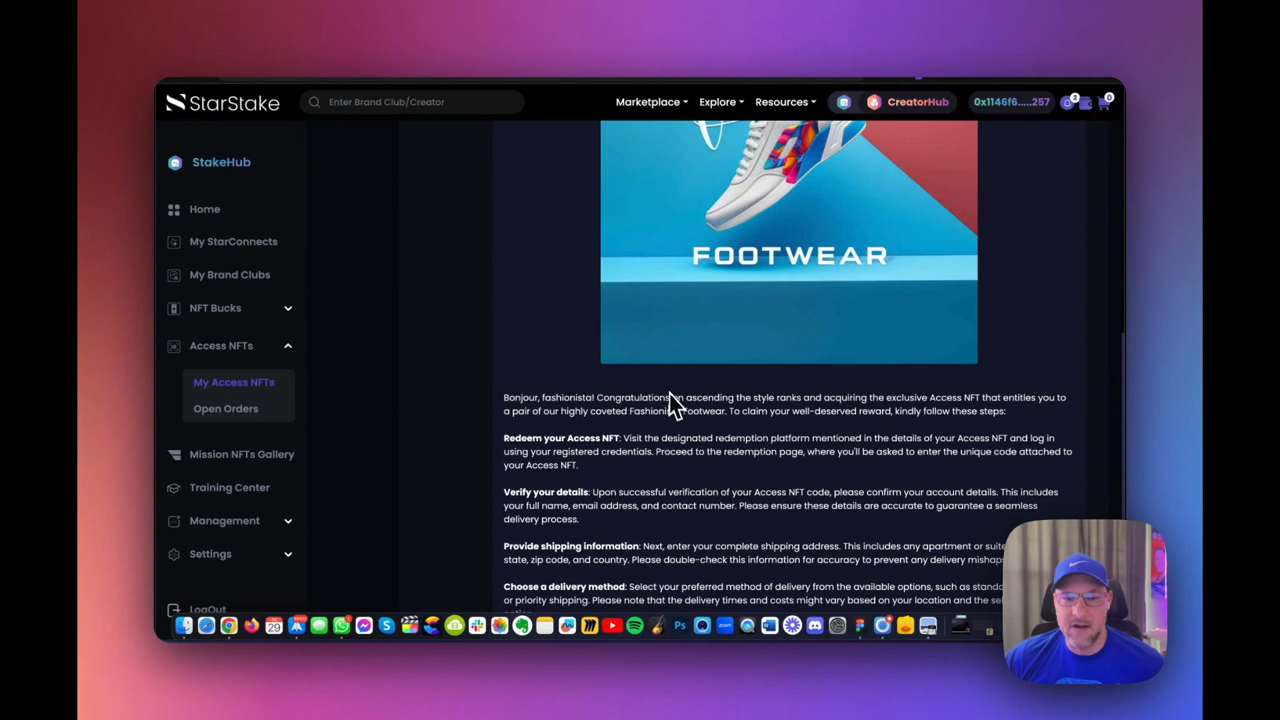 StarStake
Enter Brand Club/Creator
Marketplace
Explore
Resources
CreatorHub
0x1146f6.....257
2
0
StakeHub
Home
My StarConnects
My Brand Clubs
NFT Bucks
Access NFTs
My Access NFTs
Open Orders
Mission NFTs Gallery
Training Center
Management
Settings
LogOut
FOOTWEAR
Bonjour, fashionista! Congratulations on ascending the style ranks and acquiring the exclusive Access NFT that entitles you to
a pair of our highly coveted Fashion Footwear. To claim your well-deserved reward, kindly follow these steps:
Redeem your Access NFT: Visit the designated redemption platform mentioned in the details of your Access NFT and log in
using your registered credentials. Proceed to the redemption page, where you'll be asked to enter the unique code attached to
your Access NFT.
Verify your details: Upon successful verification of your Access NFT code, please confirm your account details. This includes
your full name, email address, and contact number. Please ensure these details are accurate to guarantee a seamless
delivery process.
Provide shipping information: Next, enter your complete shipping address. This includes any apartment or suite
state, zip code, and country. Please double-check this information for accuracy to prevent any delivery mishaps
Choose a delivery method: Select your preferred method of delivery from the available options, such as
or priority shipping. Please note that the delivery times and costs might vary based on your location and the
29
Ps
zoom